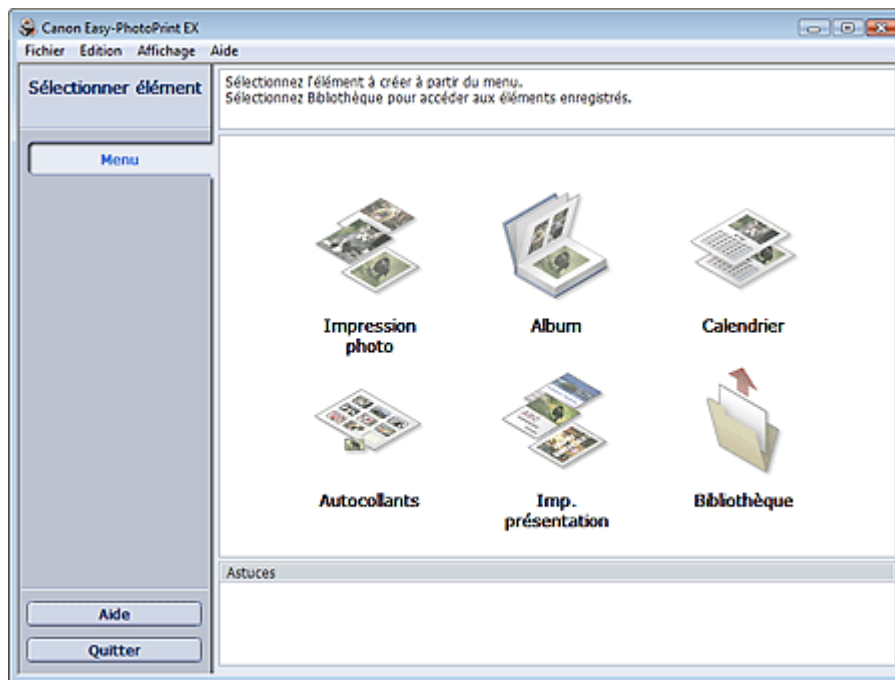 Canon Easy-PhotoPrint EX
Fichier Edition Affichage Aide
Sélectionner élément
Sélectionnez l'élément à créer à partir du menu.
Sélectionnez Bibliothèque pour accéder aux éléments enregistrés.
Menu
Impression
photo
Album
Calendrier
Autocollants
Imp.
présentation
Bibliothèque
Astuces
Aide
Quitter